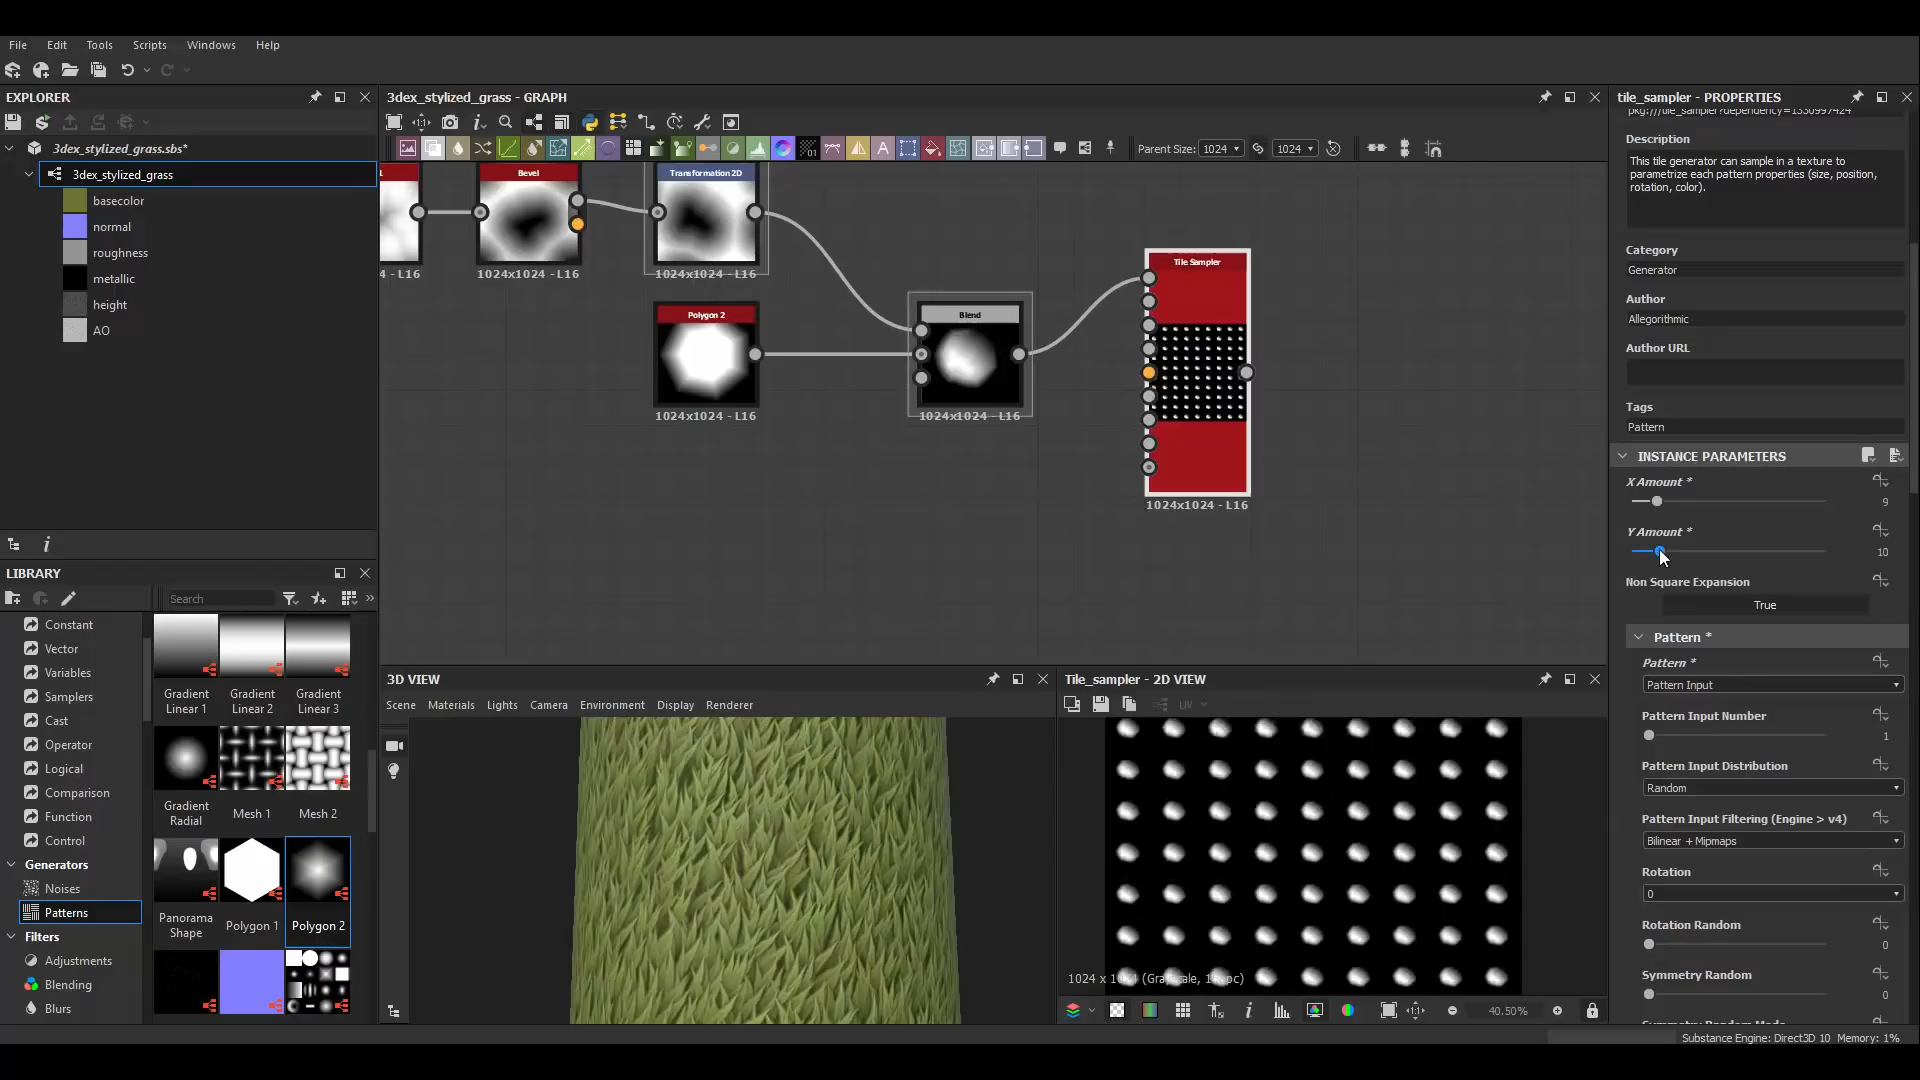 File Edit Tools Scripts Windows Help
EXPLORER
3dex_stylized_grass.sbs*
3dex_stylized_grass
basecolor
normal
roughness
metallic
height
AO
LIBRARY
Search
Constant
Vector
Variables
Samplers
Cast
Operator
Logical
Comparison
Function
Control
Generators
Noises
Patterns
Filters
Adjustments
Blending
Blurs
Gradient Linear 1
Gradient Linear 2
Gradient Linear 3
Gradient Radial
Mesh 1
Mesh 2
Panorama Shape
Polygon 1
Polygon 2
3dex_stylized_grass - GRAPH
Parent Size: 1024 1024
Bevel
Transformation 2D
4 - L16
1024x1024 - L16
1024x1024 - L16
Polygon 2
1024x1024 - L16
Blend
1024x1024 - L16
Tile Sampler
1024x1024 - L16
3D VIEW
Scene Materials Lights Camera Environment Display Renderer
Tile_sampler - 2D VIEW
UV
40.50%
tile_sampler - PROPERTIES
pkg:///tile_sampler?dependency=1330997424
Description
This tile generator can sample in a texture to
parametrize each pattern properties (size, position,
rotation, color).
Category
Generator
Author
Allegorithmic
Author URL
Tags
Pattern
INSTANCE PARAMETERS
X Amount *
9
Y Amount *
10
Non Square Expansion
True
Pattern *
Pattern *
Pattern Input
Pattern Input Number
1
Pattern Input Distribution
Random
Pattern Input Filtering (Engine > v4)
Bilinear + Mipmaps
Rotation
0
Rotation Random
0
Symmetry Random
0
Substance Engine: Direct3D 10 Memory: 1%